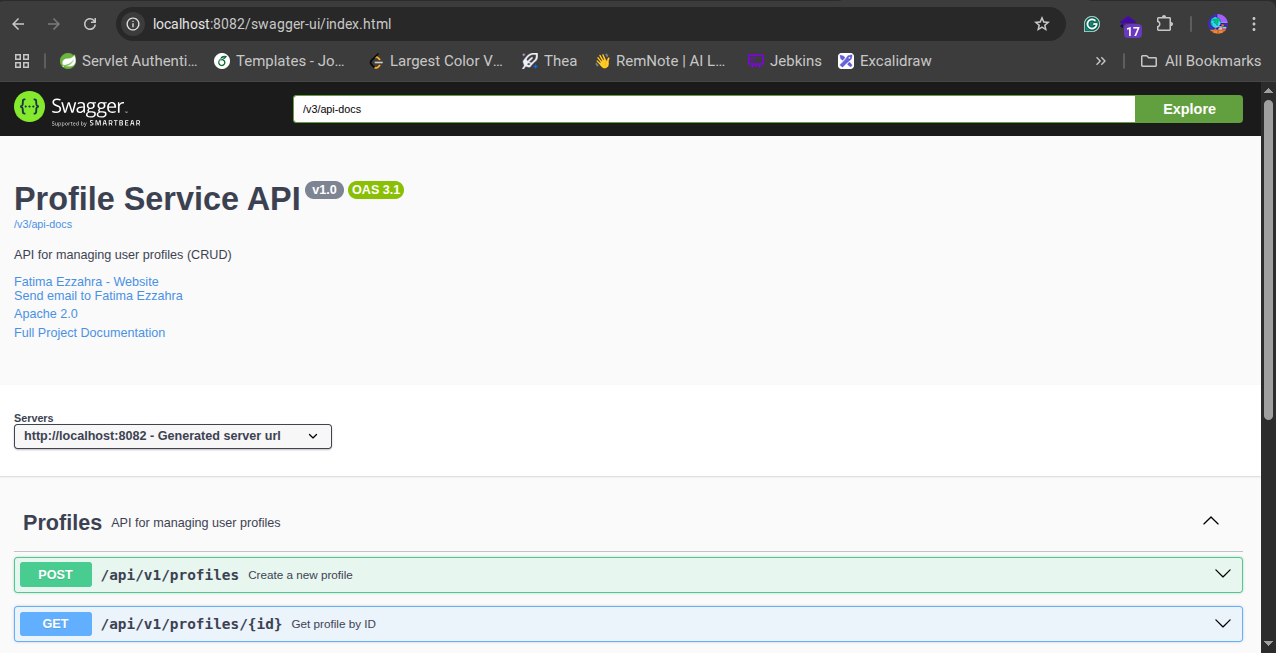 localhost:8082/swagger-ui/index.html
17
Servlet Authenti...
Templates - Jo...
Largest Color V...
Thea
RemNote | AI L...
Jebkins
Excalidraw
All Bookmarks
{···} Swagger.
Supported by SMARTBEAR
/v3/api-docs
Explore
Profile Service API v1.0 OAS 3.1
/v3/api-docs
API for managing user profiles (CRUD)
Fatima Ezzahra - Website
Send email to Fatima Ezzahra
Apache 2.0
Full Project Documentation
Servers
http://localhost:8082 - Generated server url
Profiles API for managing user profiles
POST /api/v1/profiles Create a new profile
GET /api/v1/profiles/{id} Get profile by ID